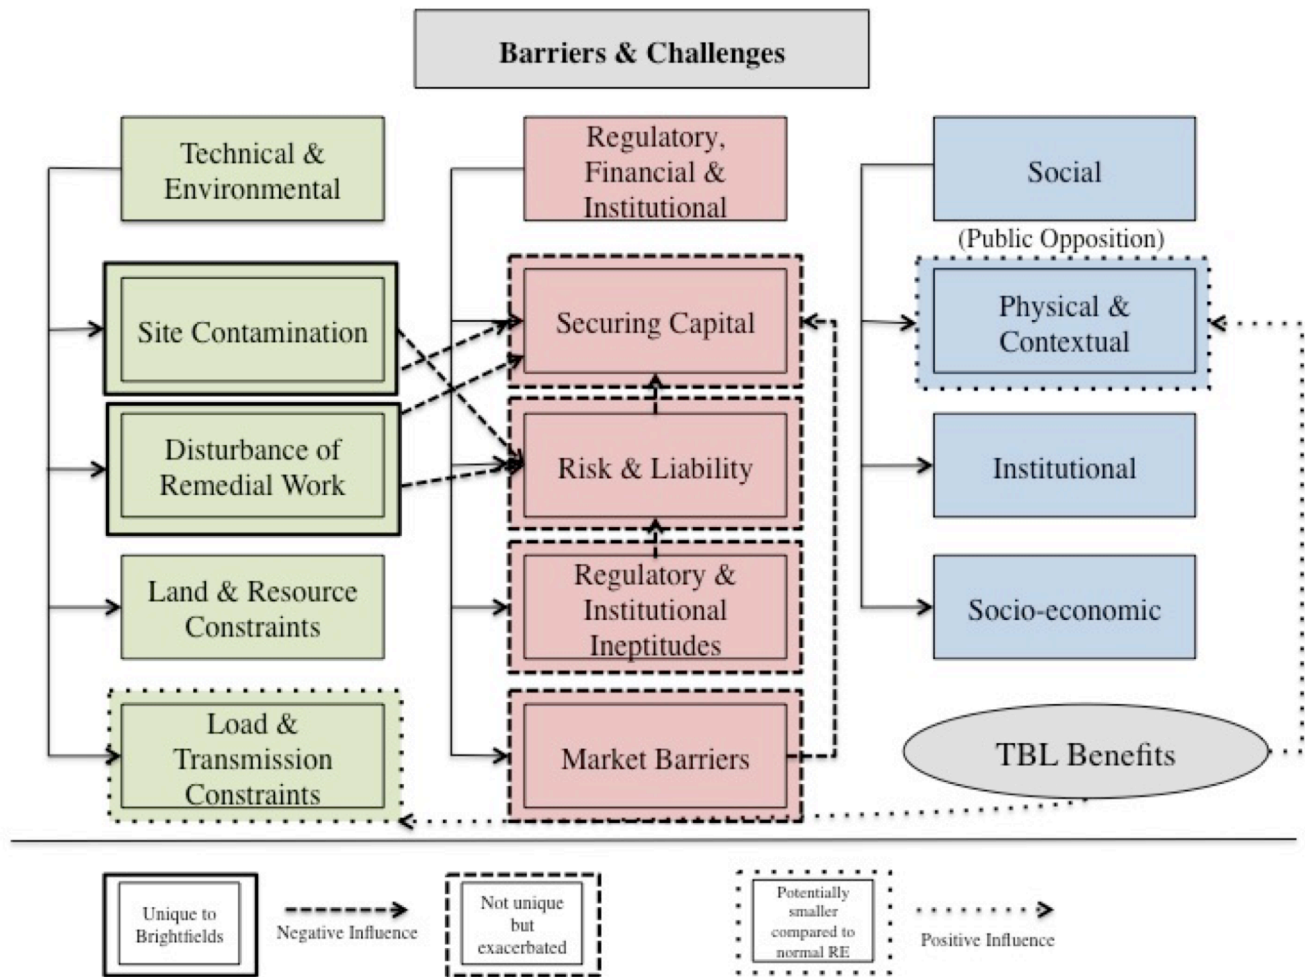 Barriers & Challenges
Technical &
Environmental
Site Contamination
Disturbance of
Remedial Work
Land & Resource
Constraints
Load &
Transmission
Constraints
Regulatory,
Financial &
Institutional
Securing Capital
Risk & Liability
Regulatory &
Institutional
Ineptitudes
Market Barriers
Social
(Public Opposition)
Physical &
Contextual
Institutional
Socio-economic
TBL Benefits
Unique to
Brightfields
Negative Influence
Not unique
but
exacerbated
Potentially
smaller
compared to
normal RE
Positive Influence